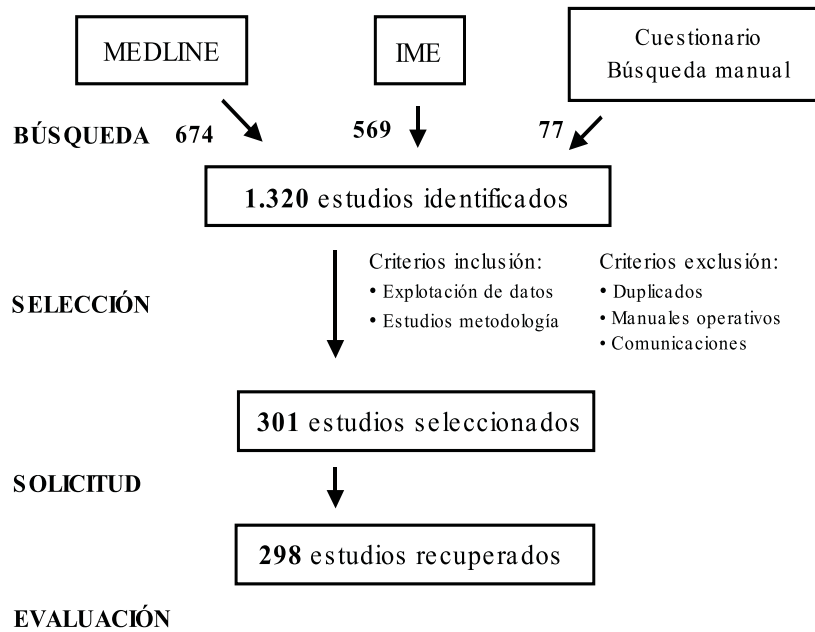 MEDLINE
IME
Cuestionario
Búsqueda manual
BÚSQUEDA 674 569 77
1.320 estudios identificados
Criterios inclusión:
• Explotación de datos
• Estudios metodología
Criterios exclusión:
• Duplicados
• Manuales operativos
• Comunicaciones
SELECCIÓN
301 estudios seleccionados
SOLICITUD
298 estudios recuperados
EVALUACIÓN